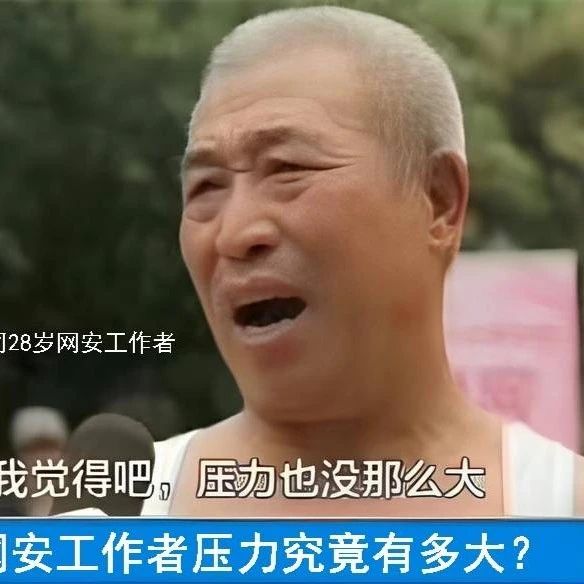 28岁网安工作者
我觉得吧，压力也没那么大
网安工作者压力究竟有多大？